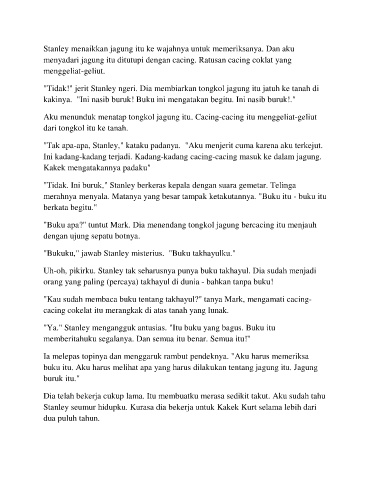 Stanley menaikkan jagung itu ke wajahnya untuk memeriksanya. Dan aku
menyadari jagung itu ditutupi dengan cacing. Ratusan cacing coklat yang
menggeliat-geliut.
"Tidak!" jerit Stanley ngeri. Dia membiarkan tongkol jagung itu jatuh ke tanah di
kakinya.  "Ini nasib buruk! Buku ini mengatakan begitu. Ini nasib buruk!."
Aku menunduk menatap tongkol jagung itu. Cacing-cacing itu menggeliat-geliut
dari tongkol itu ke tanah.
"Tak apa-apa, Stanley," kataku padanya.  "Aku menjerit cuma karena aku terkejut.
Ini kadang-kadang terjadi. Kadang-kadang cacing-cacing masuk ke dalam jagung.
Kakek mengatakannya padaku"
"Tidak. Ini buruk," Stanley berkeras kepala dengan suara gemetar. Telinga
merahnya menyala. Matanya yang besar tampak ketakutannya. "Buku itu - buku itu
berkata begitu."
"Buku apa?" tuntut Mark. Dia menendang tongkol jagung bercacing itu menjauh
dengan ujung sepatu botnya.
"Bukuku," jawab Stanley misterius.  "Buku takhayulku."
Uh-oh, pikirku. Stanley tak seharusnya punya buku takhayul. Dia sudah menjadi
orang yang paling (percaya) takhayul di dunia - bahkan tanpa buku!
"Kau sudah membaca buku tentang takhayul?" tanya Mark, mengamati cacing-
cacing cokelat itu merangkak di atas tanah yang lunak.
"Ya." Stanley mengangguk antusias. "Itu buku yang bagus. Buku itu
memberitahuku segalanya. Dan semua itu benar. Semua itu!"
Ia melepas topinya dan menggaruk rambut pendeknya. "Aku harus memeriksa
buku itu. Aku harus melihat apa yang harus dilakukan tentang jagung itu. Jagung
buruk itu."
Dia telah bekerja cukup lama. Itu membuatku merasa sedikit takut. Aku sudah tahu
Stanley seumur hidupku. Kurasa dia bekerja untuk Kakek Kurt selama lebih dari
dua puluh tahun.